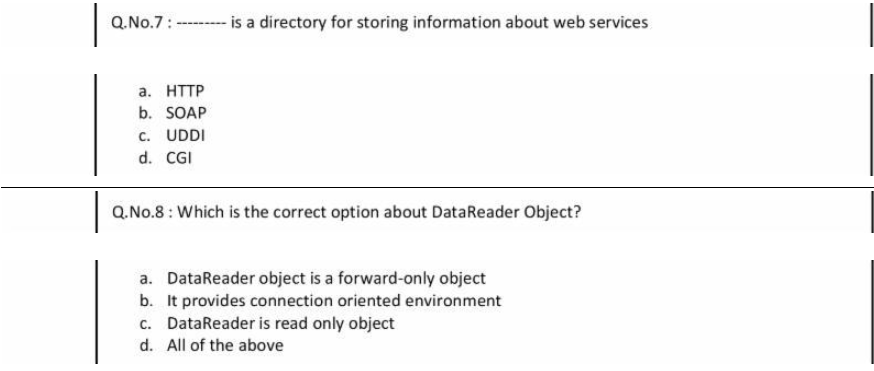 Q.No.7 : --------- is a directory for storing information about web services
a. HTTP
b. SOAP
c. UDDI
d. CGI
Q.No.8 : Which is the correct option about DataReader Object?
a. DataReader object is a forward-only object
b. It provides connection oriented environment
c. DataReader is read only object
d. All of the above